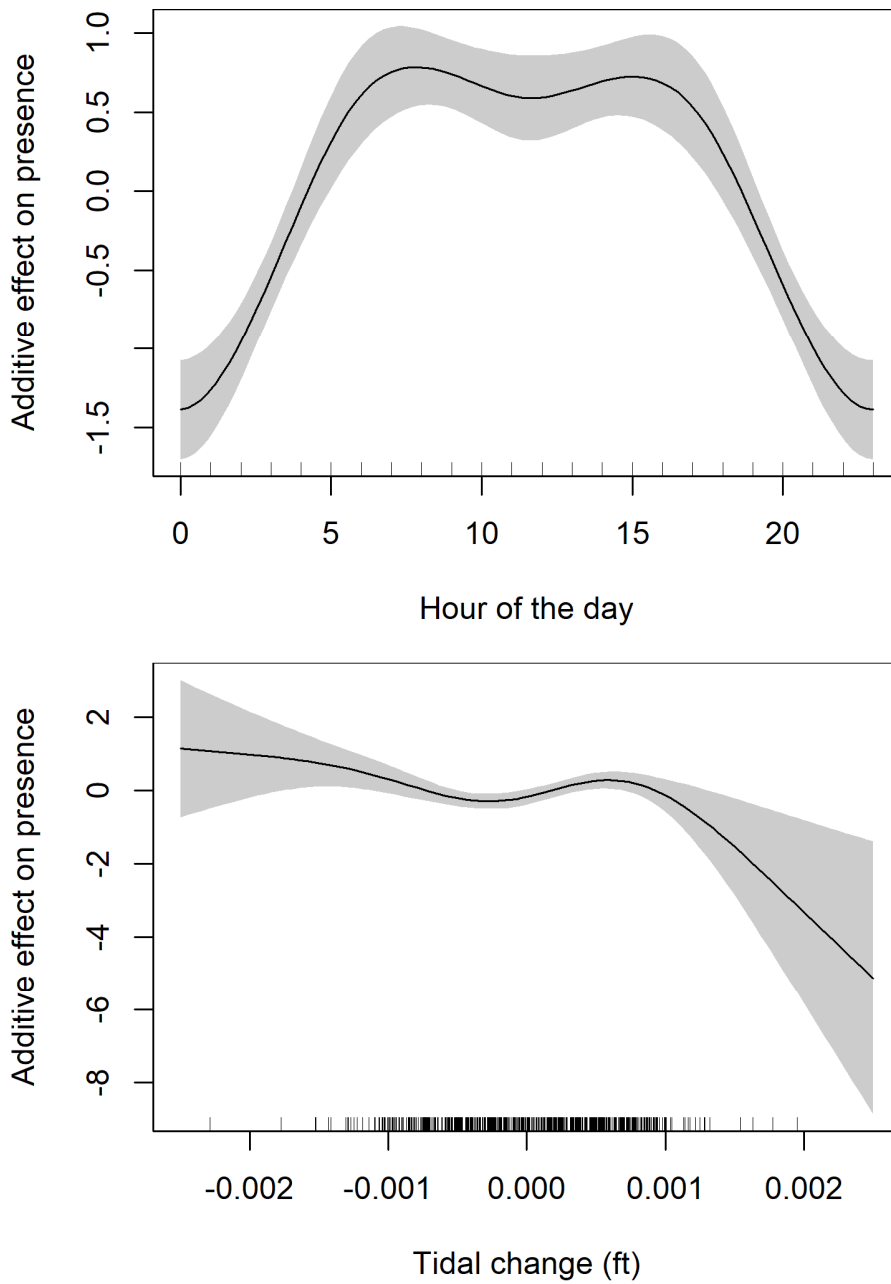 Additive effect on presence
1.0
0.5
0.0
-0.5
-1.5
0 5 10 15 20
Hour of the day
Additive effect on presence
2
0
-2
-4
-6
-8
-0.002 -0.001 0.000 0.001 0.002
Tidal change (ft)